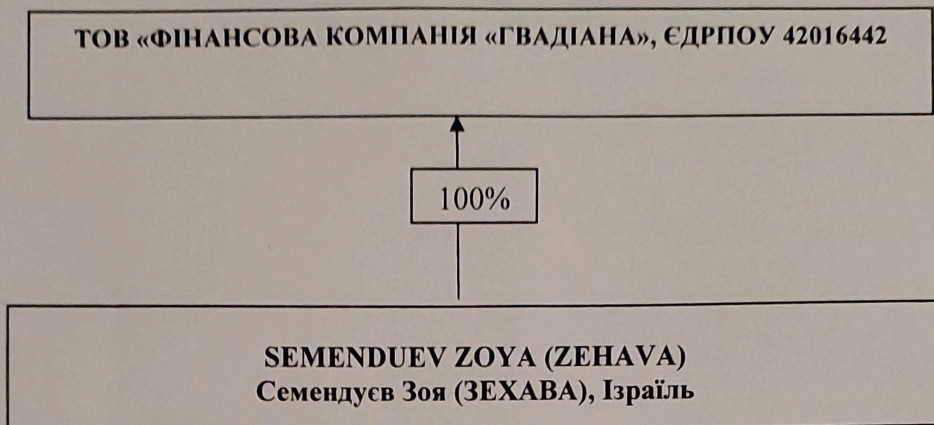 ТОВ «ФІНАНСОВА КОМПАНІЯ «ГВАДІАНА», ЄДРПОУ 42016442
100%
SEMENDUEV ZOYA (ZEHAVA)
Семендуєв Зоя (ЗЕХАВА), Ізраїль